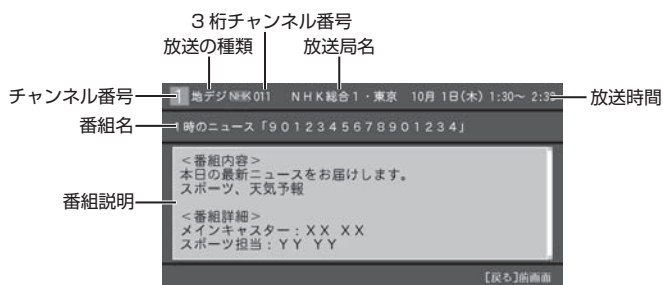 3桁チャンネル番号
放送の種類 放送局名
チャンネル番号 1 地デジ NHK 011 NHK総合1・東京 10月 1日(木) 1:30~ 2:33 放送時間
番組名 1時のニュース「9012345678901234」
番組説明
<番組内容>
本日の最新ニュースをお届けします。
スポーツ、天気予報
<番組詳細>
メインキャスター:XX XX
スポーツ担当:YY YY
[戻る]前画面